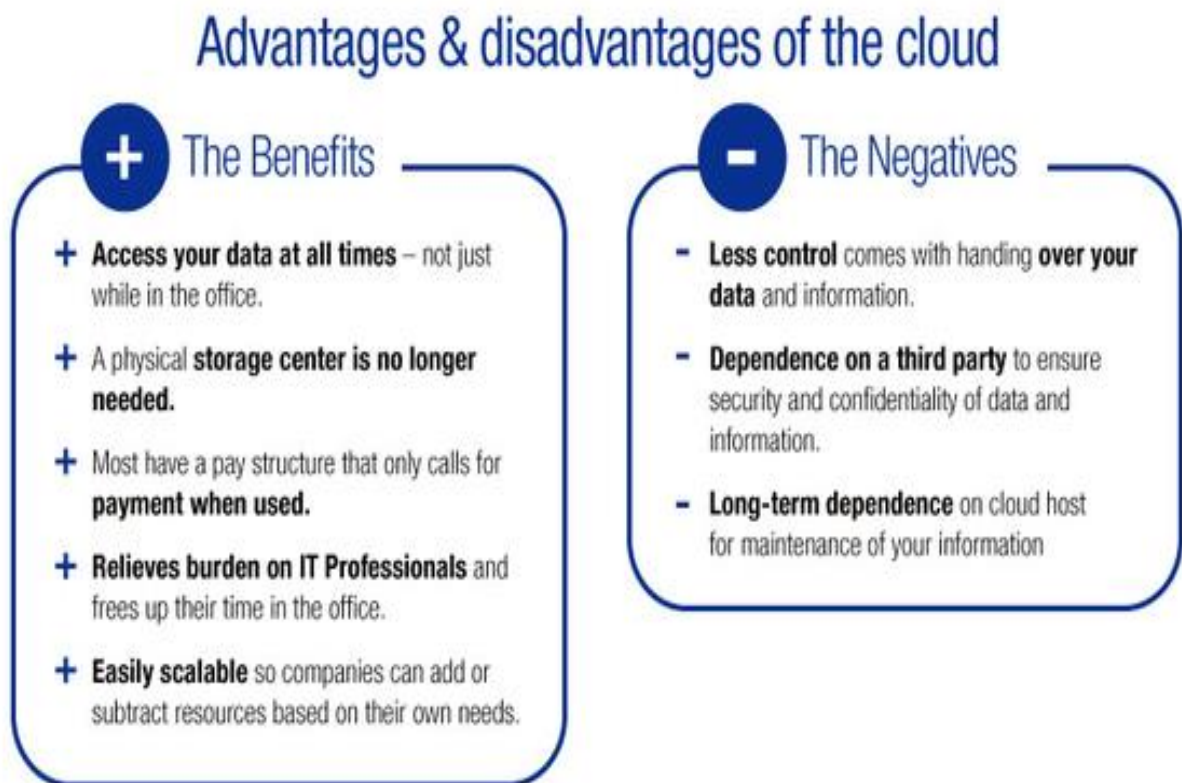 Advantages & disadvantages of the cloud
+ The Benefits
+ Access your data at all times – not just
while in the office.
+ A physical storage center is no longer
needed.
+ Most have a pay structure that only calls for
payment when used.
+ Relieves burden on IT Professionals and
frees up their time in the office.
+ Easily scalable so companies can add or
subtract resources based on their own needs.
- The Negatives
- Less control comes with handing over your
data and information.
- Dependence on a third party to ensure
security and confidentiality of data and
information.
- Long-term dependence on cloud host
for maintenance of your information